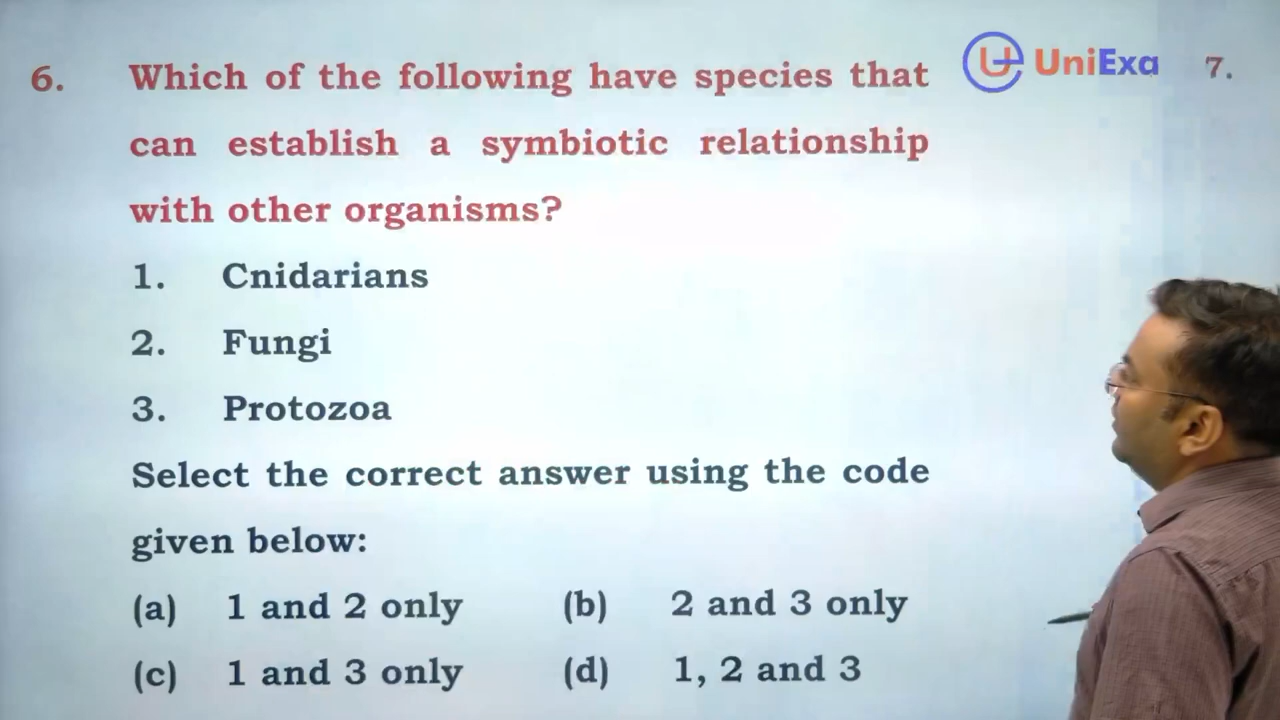 6. Which of the following have species that
can establish a symbiotic relationship
with other organisms?
1. Cnidarians
2. Fungi
3. Protozoa
Select the correct answer using the code
given below:
(a) 1 and 2 only (b) 2 and 3 only
(c) 1 and 3 only (d) 1, 2 and 3
UniExa
7.